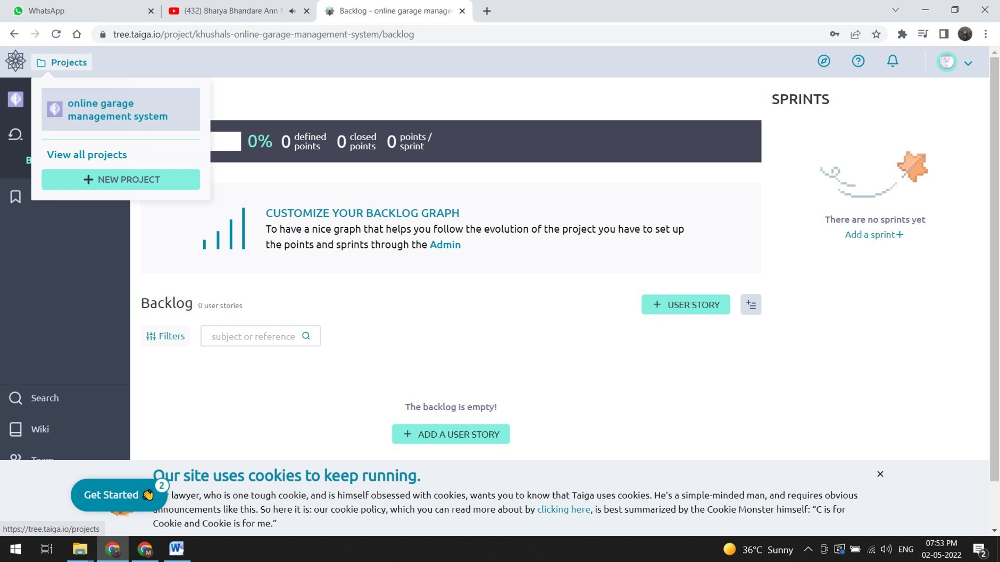 WhatsApp
(432) Bharya Bhandare Ann
Backlog - online garage manage
tree.taiga.io/project/khushals-online-garage-management-system/backlog
Projects
online garage
management system
View all projects
+ NEW PROJECT
0% 0 defined points 0 closed points 0 points / sprint
SPRINTS
There are no sprints yet
Add a sprint+
CUSTOMIZE YOUR BACKLOG GRAPH
To have a nice graph that helps you follow the evolution of the project you have to set up
the points and sprints through the Admin
Backlog 0 user stories
+ USER STORY
Filters
subject or reference
The backlog is empty!
+ ADD A USER STORY
Search
Wiki
Team
Our site uses cookies to keep running.
Get Started 2
lawyer, who is one tough cookie, and is himself obsessed with cookies, wants you to know that Taiga uses cookies. He's a simple-minded man, and requires obvious
announcements like this. So here it is: our cookie policy, which you can read more about by clicking here, is best summarized by the Cookie Monster himself: “C is for
Cookie and Cookie is for me.”
https://tree.taiga.io/projects
36°C Sunny
ENG
07:53 PM
02-05-2022
2